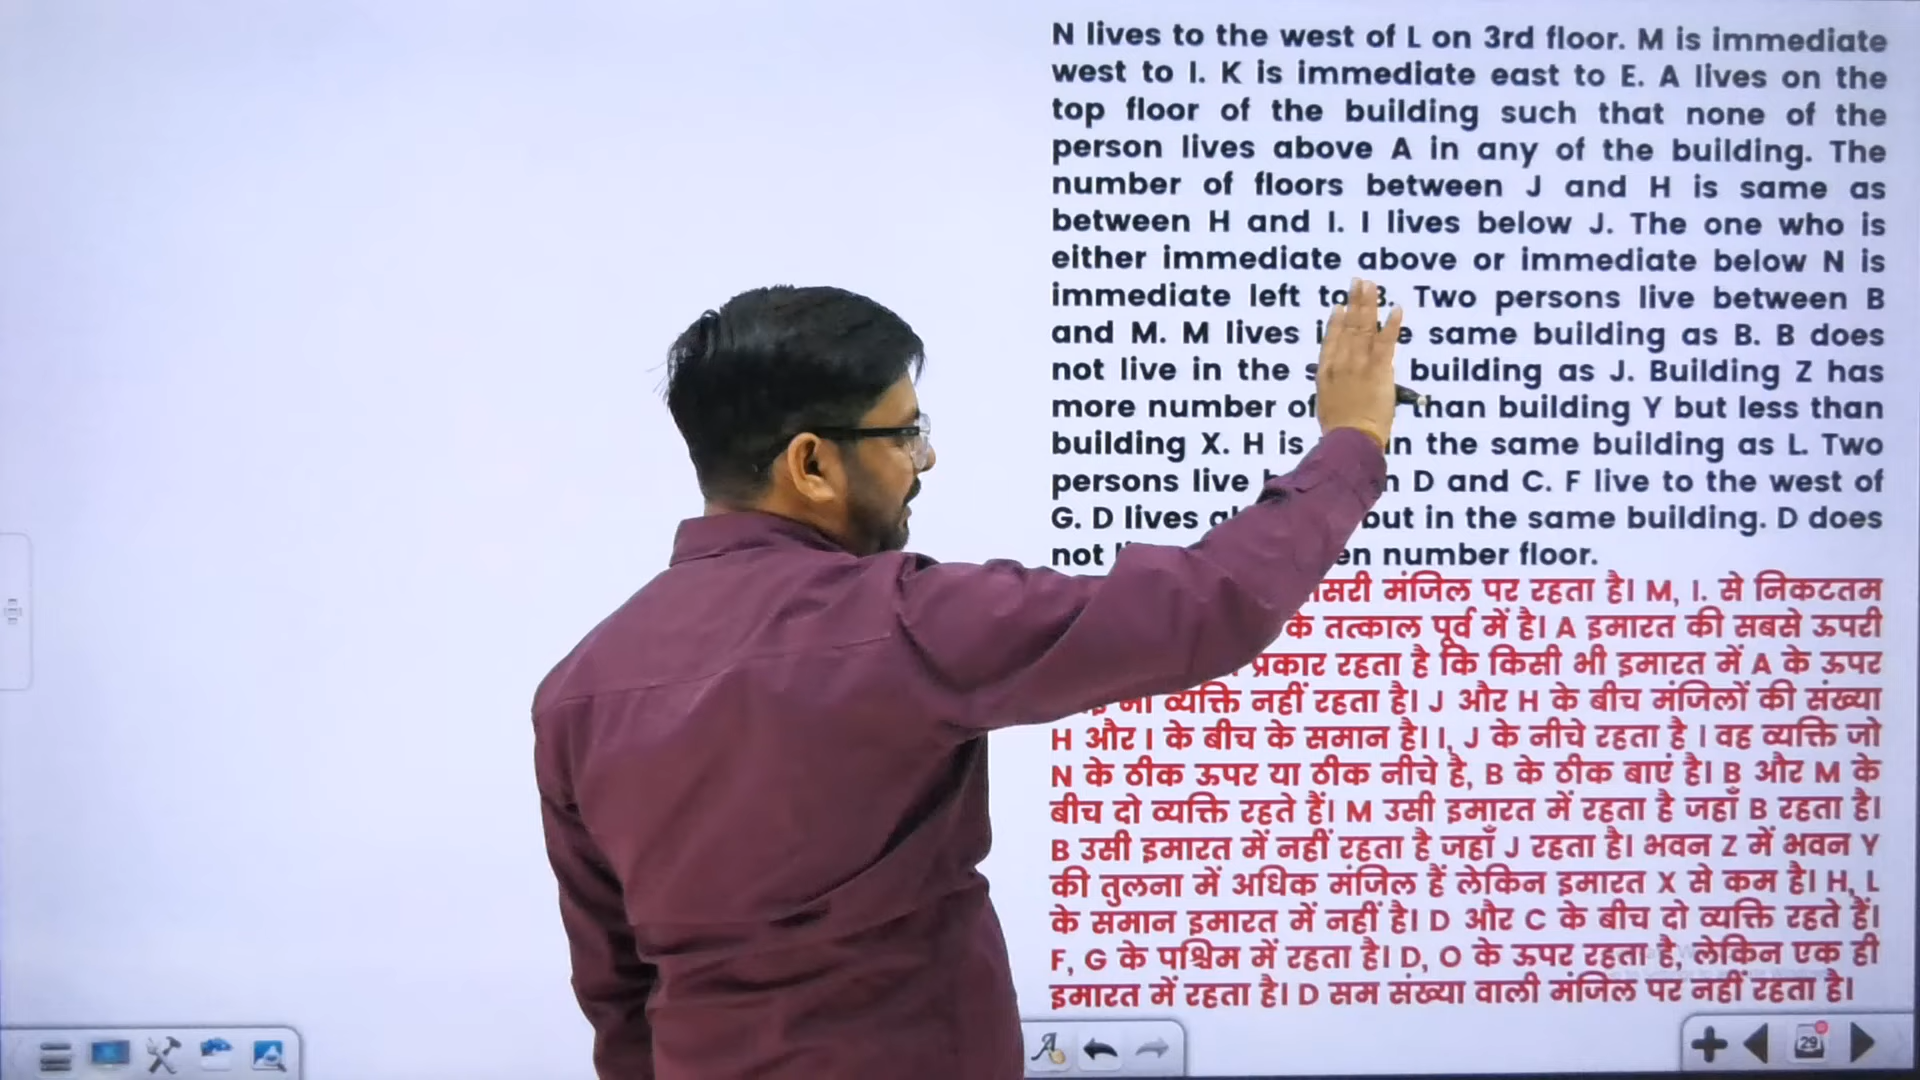 N lives to the west of L on 3rd floor. M is immediate
west to I. K is immediate east to E. A lives on the
top floor of the building such that none of the
person lives above A in any of the building. The
number of floors between J and H is same as
between H and I. I lives below J. The one who is
either immediate above or immediate below N is
immediate left to B. Two persons live between B
and M. M lives same building as B. B does
not live in the building as J. Building Z has
more number of than building Y but less than
building X. H is in the same building as L. Two
persons live D and C. F live to the west of
G. D lives but in the same building. D does
not number floor.
मंजिल पर रहता है। M, I. से निकटतम
के तत्काल पूर्व में है। A इमारत की सबसे ऊपरी
प्रकार रहता है कि किसी भी इमारत में A के ऊपर
व्यक्ति नहीं रहता है। J और H के बीच मंजिलों की संख्या
H और I के बीच के समान है। I, J के नीचे रहता है । वह व्यक्ति जो
N के ठीक ऊपर या ठीक नीचे है, B के ठीक बाएं है। B और M के
बीच दो व्यक्ति रहते हैं। M उसी इमारत में रहता है जहाँ B रहता है।
B उसी इमारत में नहीं रहता है जहाँ J रहता है। भवन Z में भवन Y
की तुलना में अधिक मंजिल हैं लेकिन इमारत X से कम है। H, L
के समान इमारत में नहीं है। D और C के बीच दो व्यक्ति रहते हैं।
F, G के पश्चिम में रहता है। D, O के ऊपर रहता है, लेकिन एक ही
इमारत में रहता है। D सम संख्या वाली मंजिल पर नहीं रहता है।
29